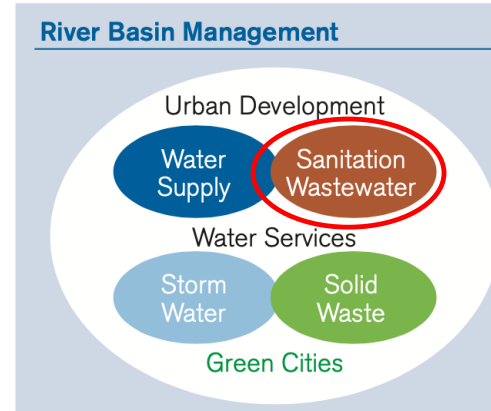 River Basin Management
Urban Development
Water
Supply
Sanitation
Wastewater
Water Services
Storm
Water
Solid
Waste
Green Cities